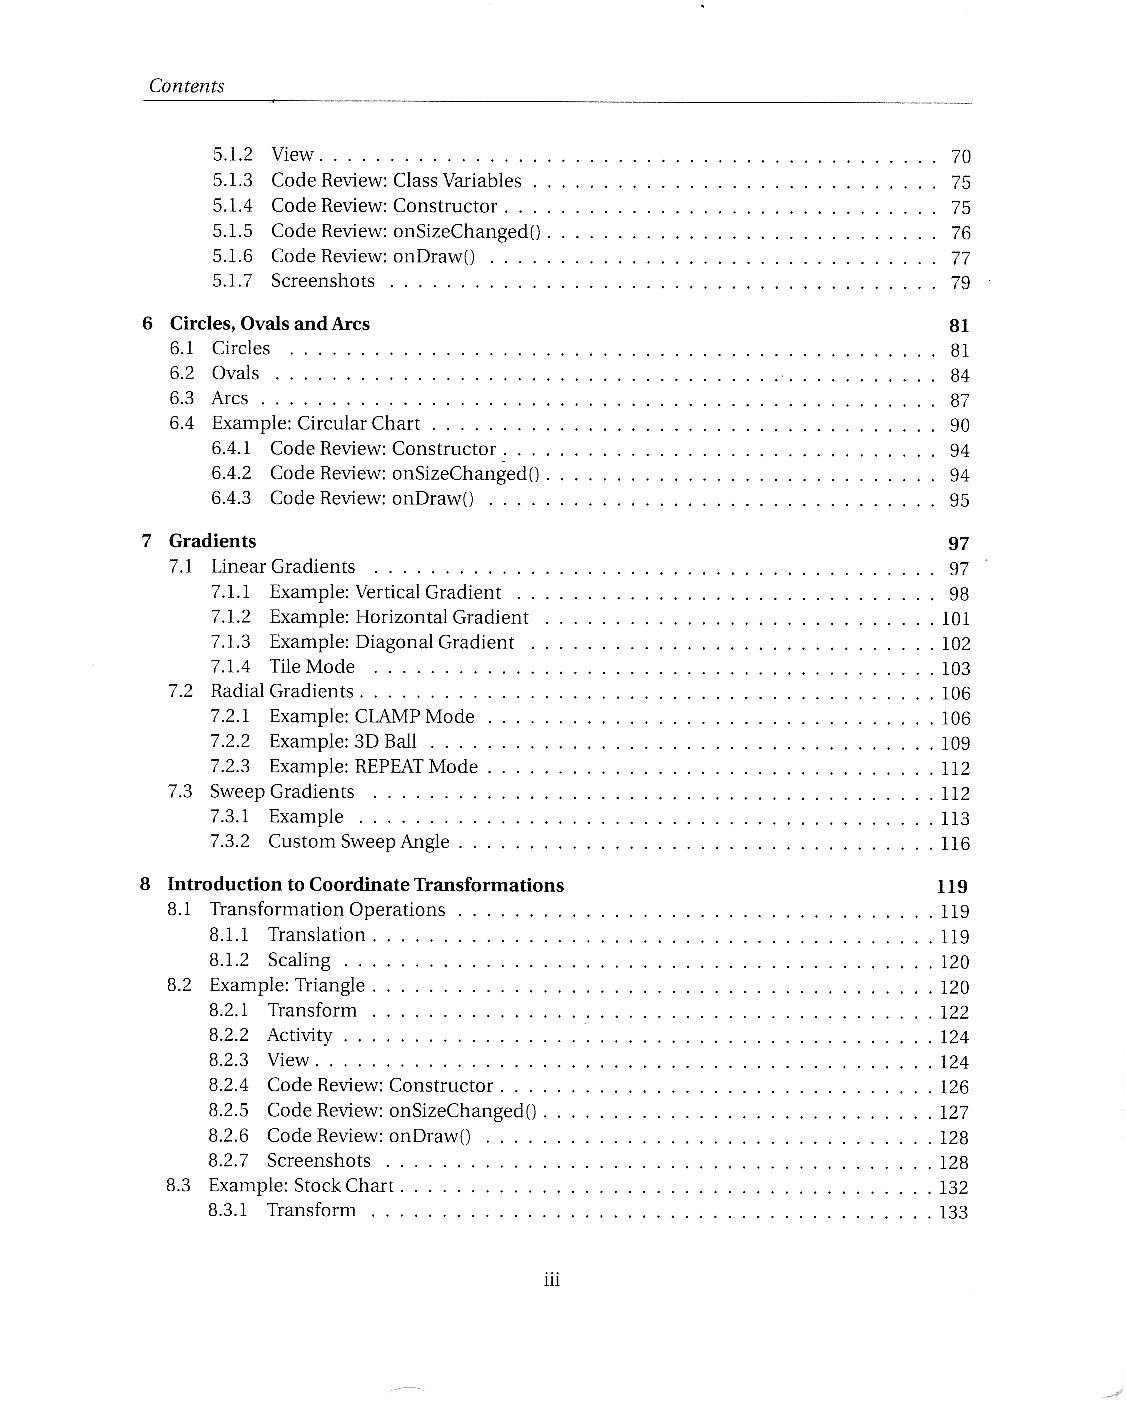 Contents
5.1.2 View . . . . . . . . . . 70
5.1.3 Code Review: Class Variables . . . . . . . . . . 75
5.1.4 Code Review: Constructor . . . . . . . . . . 75
5.1.5 Code Review: onSizeChanged() . . . . . . . . . . 76
5.1.6 Code Review: onDraw() . . . . . . . . . . 77
5.1.7 Screenshots . . . . . . . . . . 79
6 Circles, Ovals and Arcs 81
6.1 Circles . . . . . . . . . . 81
6.2 Ovals . . . . . . . . . . 84
6.3 Arcs . . . . . . . . . . 87
6.4 Example: Circular Chart . . . . . . . . . . 90
6.4.1 Code Review: Constructor . . . . . . . . . . 94
6.4.2 Code Review: onSizeChanged() . . . . . . . . . . 94
6.4.3 Code Review: onDraw() . . . . . . . . . . 95
7 Gradients 97
7.1 Linear Gradients . . . . . . . . . . 97
7.1.1 Example: Vertical Gradient . . . . . . . . . . 98
7.1.2 Example: Horizontal Gradient . . . . . . . . . . 101
7.1.3 Example: Diagonal Gradient . . . . . . . . . . 102
7.1.4 Tile Mode . . . . . . . . . . 103
7.2 Radial Gradients . . . . . . . . . . 106
7.2.1 Example: CLAMP Mode . . . . . . . . . . 106
7.2.2 Example: 3D Ball . . . . . . . . . . 109
7.2.3 Example: REPEAT Mode . . . . . . . . . . 112
7.3 Sweep Gradients . . . . . . . . . . 112
7.3.1 Example . . . . . . . . . . 113
7.3.2 Custom Sweep Angle . . . . . . . . . . 116
8 Introduction to Coordinate Transformations 119
8.1 Transformation Operations . . . . . . . . . . 119
8.1.1 Translation . . . . . . . . . . 119
8.1.2 Scaling . . . . . . . . . . 120
8.2 Example: Triangle . . . . . . . . . . 120
8.2.1 Transform . . . . . . . . . . 122
8.2.2 Activity . . . . . . . . . . 124
8.2.3 View . . . . . . . . . . 124
8.2.4 Code Review: Constructor . . . . . . . . . . 126
8.2.5 Code Review: onSizeChanged() . . . . . . . . . . 127
8.2.6 Code Review: onDraw() . . . . . . . . . . 128
8.2.7 Screenshots . . . . . . . . . . 128
8.3 Example: Stock Chart . . . . . . . . . . 132
8.3.1 Transform . . . . . . . . . . 133
iii